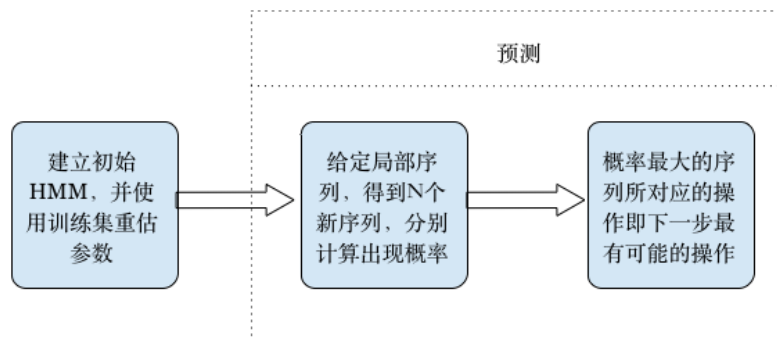 预测
建立初始
HMM，并使
用训练集重估
参数
给定局部序
列，得到N个
新序列，分别
计算出现概率
概率最大的序
列所对应的操
作即下一步最
有可能的操作